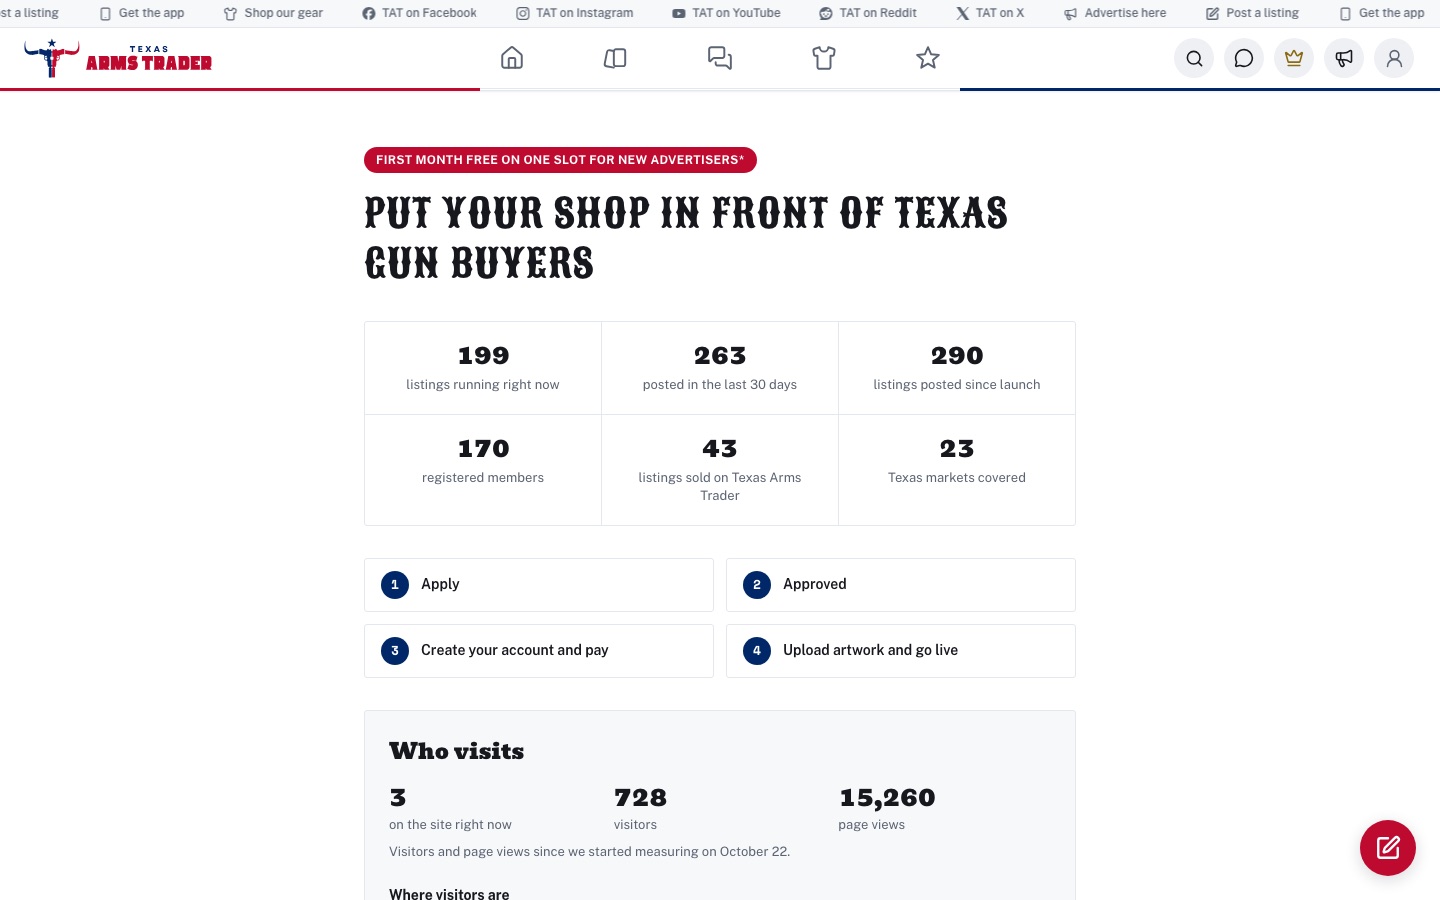 st a listing
Get the app
Shop our gear
TAT on Facebook
TAT on Instagram
TAT on YouTube
TAT on Reddit
TAT on X
Advertise here
Post a listing
Get the app
TEXAS
ARMS TRADER
FIRST MONTH FREE ON ONE SLOT FOR NEW ADVERTISERS*
PUT YOUR SHOP IN FRONT OF TEXAS
GUN BUYERS
199
listings running right now
263
posted in the last 30 days
290
listings posted since launch
170
registered members
43
listings sold on Texas Arms
Trader
23
Texas markets covered
1 Apply
2 Approved
3 Create your account and pay
4 Upload artwork and go live
Who visits
3
on the site right now
728
visitors
15,260
page views
Visitors and page views since we started measuring on October 22.
Where visitors are